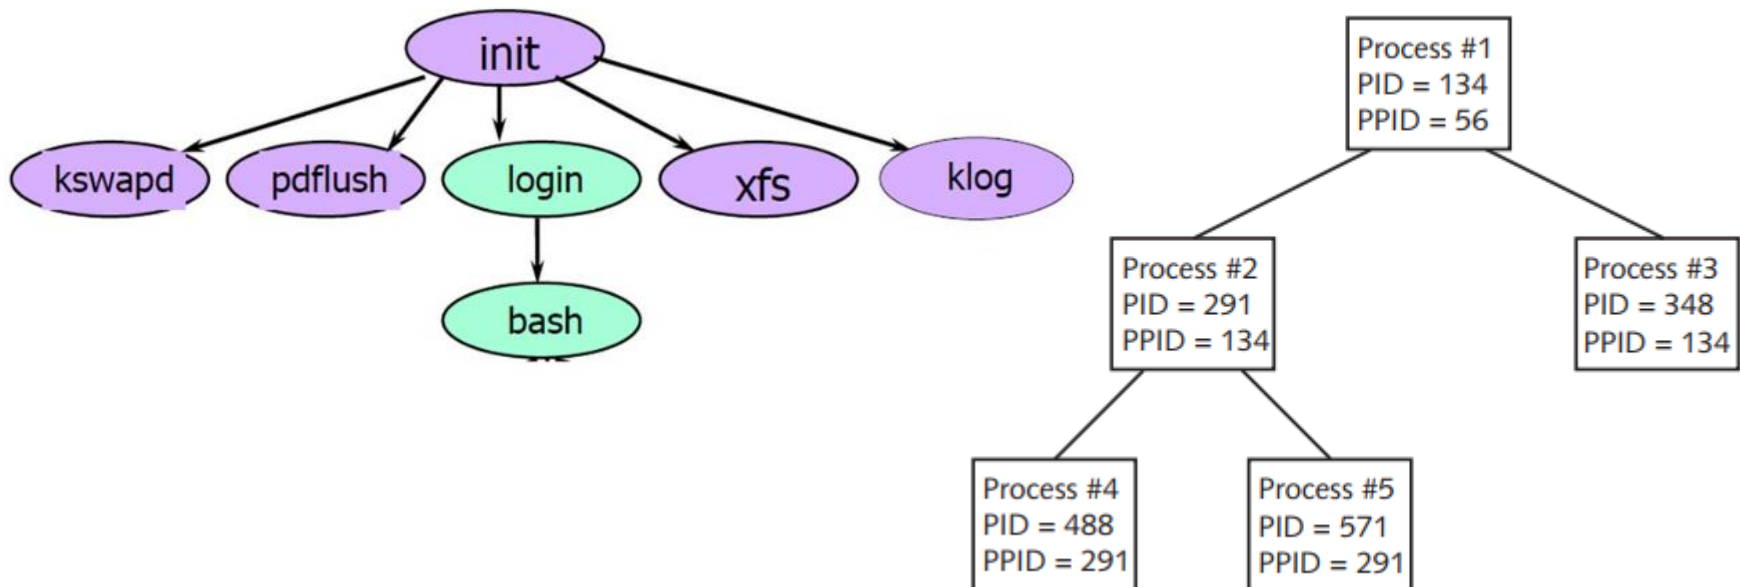 init
kswapd
pdflush
login
xfs
klog
bash
Process #1
PID = 134
PPID = 56
Process #2
PID = 291
PPID = 134
Process #3
PID = 348
PPID = 134
Process #4
PID = 488
PPID = 291
Process #5
PID = 571
PPID = 291